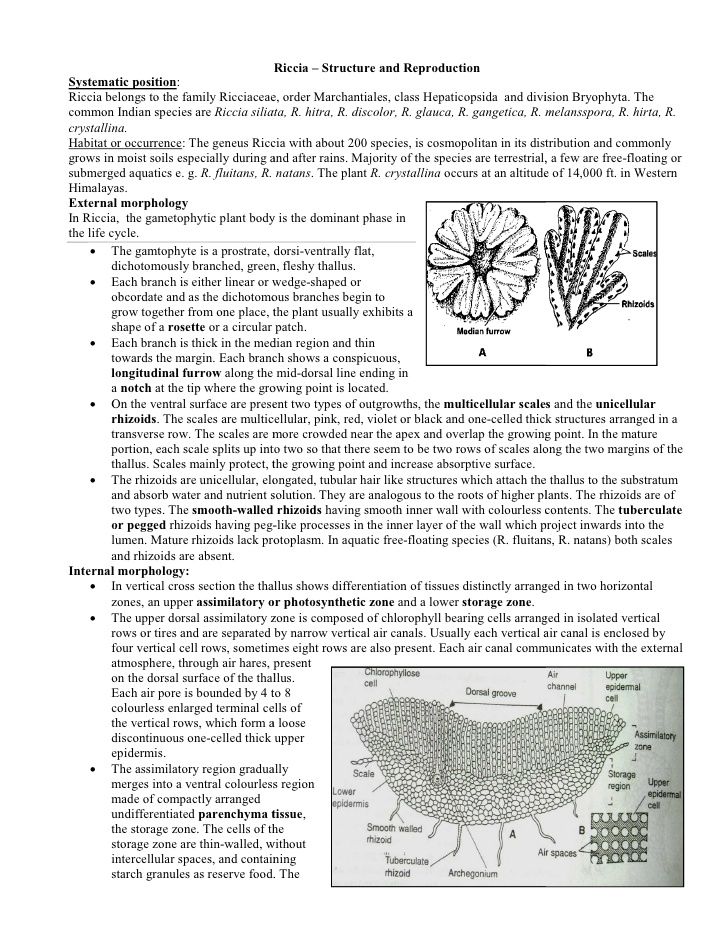 Riccia – Structure and Reproduction
Systematic position:
Riccia belongs to the family Ricciaceae, order Marchantiales, class Hepaticopsida and division Bryophyta. The
common Indian species are Riccia siliata, R. hitra, R. discolor, R. glauca, R. gangetica, R. melansspora, R. hirta, R.
crystallina.
Habitat or occurrence: The geneus Riccia with about 200 species, is cosmopolitan in its distribution and commonly
grows in moist soils especially during and after rains. Majority of the species are terrestrial, a few are free-floating or
submerged aquatics e. g. R. fluitans, R. natans. The plant R. crystallina occurs at an altitude of 14,000 ft. in Western
Himalayas.
External morphology
In Riccia, the gametophytic plant body is the dominant phase in
the life cycle.
• The gamtophyte is a prostrate, dorsi-ventrally flat,
dichotomously branched, green, fleshy thallus.
• Each branch is either linear or wedge-shaped or
obcordate and as the dichotomous branches begin to
grow together from one place, the plant usually exhibits a
shape of a rosette or a circular patch.
• Each branch is thick in the median region and thin
towards the margin. Each branch shows a conspicuous,
longitudinal furrow along the mid-dorsal line ending in
a notch at the tip where the growing point is located.
Scales
Rhizoids
Median furrow
A
B
• On the ventral surface are present two types of outgrowths, the multicellular scales and the unicellular
rhizoids. The scales are multicellular, pink, red, violet or black and one-celled thick structures arranged in a
transverse row. The scales are more crowded near the apex and overlap the growing point. In the mature
portion, each scale splits up into two so that there seem to be two rows of scales along the two margins of the
thallus. Scales mainly protect, the growing point and increase absorptive surface.
• The rhizoids are unicellular, elongated, tubular hair like structures which attach the thallus to the substratum
and absorb water and nutrient solution. They are analogous to the roots of higher plants. The rhizoids are of
two types. The smooth-walled rhizoids having smooth inner wall with colourless contents. The tuberculate
or pegged rhizoids having peg-like processes in the inner layer of the wall which project inwards into the
lumen. Mature rhizoids lack protoplasm. In aquatic free-floating species (R. fluitans, R. natans) both scales
and rhizoids are absent.
Internal morphology:
• In vertical cross section the thallus shows differentiation of tissues distinctly arranged in two horizontal
zones, an upper assimilatory or photosynthetic zone and a lower storage zone.
• The upper dorsal assimilatory zone is composed of chlorophyll bearing cells arranged in isolated vertical
rows or tires and are separated by narrow vertical air canals. Usually each vertical air canal is enclosed by
four vertical cell rows, sometimes eight rows are also present. Each air canal communicates with the external
atmosphere, through air hares, present
on the dorsal surface of the thallus.
Each air pore is bounded by 4 to 8
colourless enlarged terminal cells of
the vertical rows, which form a loose
discontinuous one-celled thick upper
epidermis.
• The assimilatory region gradually
merges into a ventral colourless region
made of compactly arranged
undifferentiated parenchyma tissue,
the storage zone. The cells of the
storage zone are thin-walled, without
intercellular spaces, and containing
starch granules as reserve food. The
Chlorophyllose
cell
Dorsal groove
Air
channel
Upper
epidermal
cell
Assimilatory
zone
Scale
Storage
region
Lower
epidermis
Upper
epidermal
cell
Smooth walled
rhizoid
A
B
Air spaces
Tuberculate
rhizoid
Archegonium